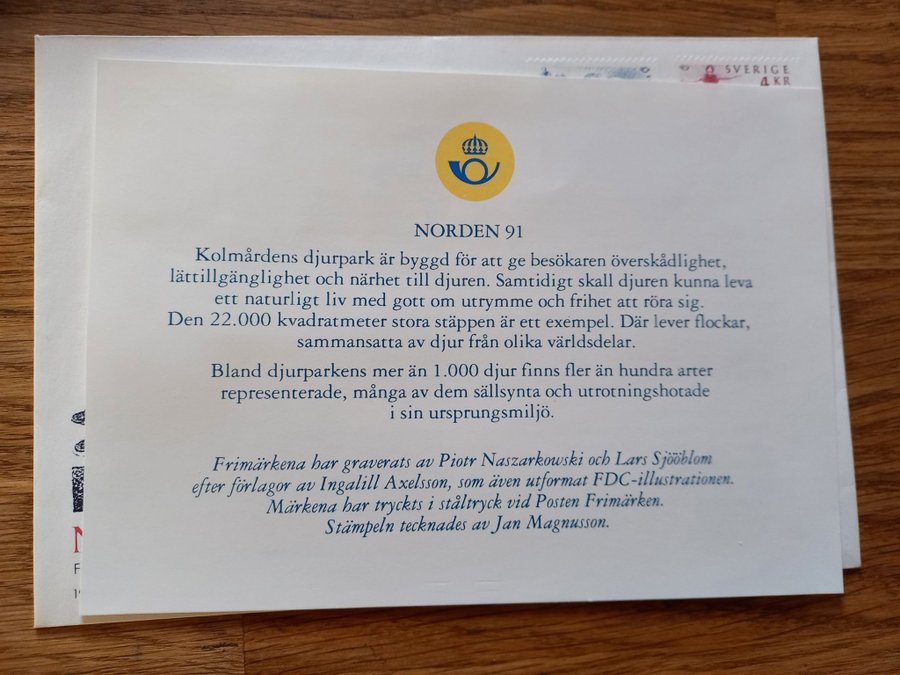 SVERIGE
4 KR
NORDEN 91
Kolmårdens djurpark är byggd för att ge besökaren överskådlighet,
lättillgänglighet och närhet till djuren. Samtidigt skall djuren kunna leva
ett naturligt liv med gott om utrymme och frihet att röra sig.
Den 22.000 kvadratmeter stora stäppen är ett exempel. Där lever flockar,
sammansatta av djur från olika världsdelar.
Bland djurparkens mer än 1.000 djur finns fler än hundra arter
representerade, många av dem sällsynta och utrotningshotade
i sin ursprungsmiljö.
Frimärkena har graverats av Piotr Naszarkowski och Lars Sjööblom
efter förlagor av Ingalill Axelsson, som även utformat FDC-illustrationen.
Märkena har tryckts i ståltryck vid Posten Frimärken.
Stämpeln tecknades av Jan Magnusson.